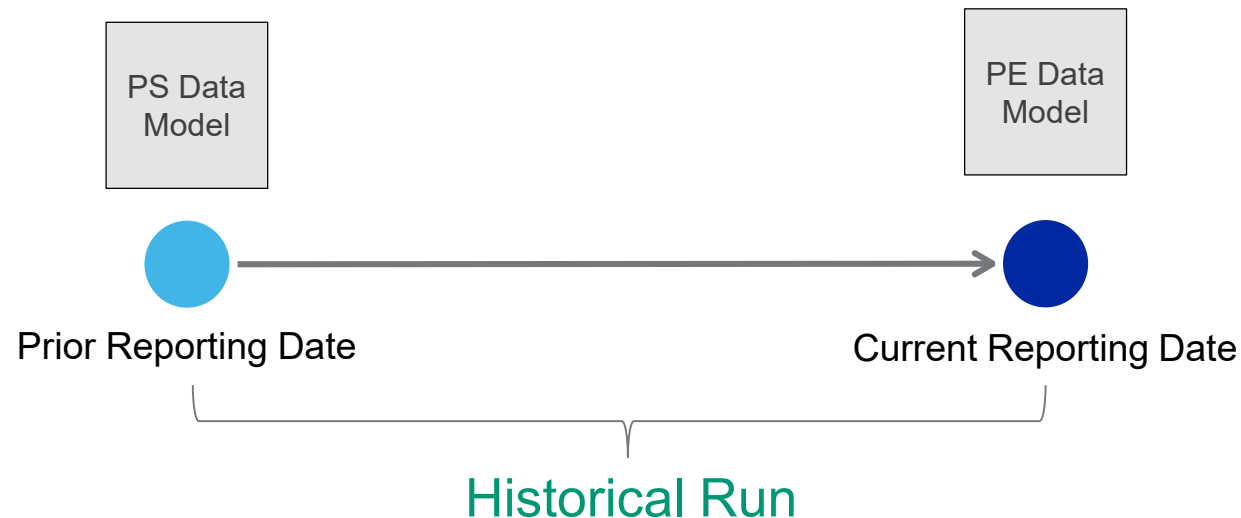 PS Data
Model
PE Data
Model
Prior Reporting Date
Current Reporting Date
Historical Run